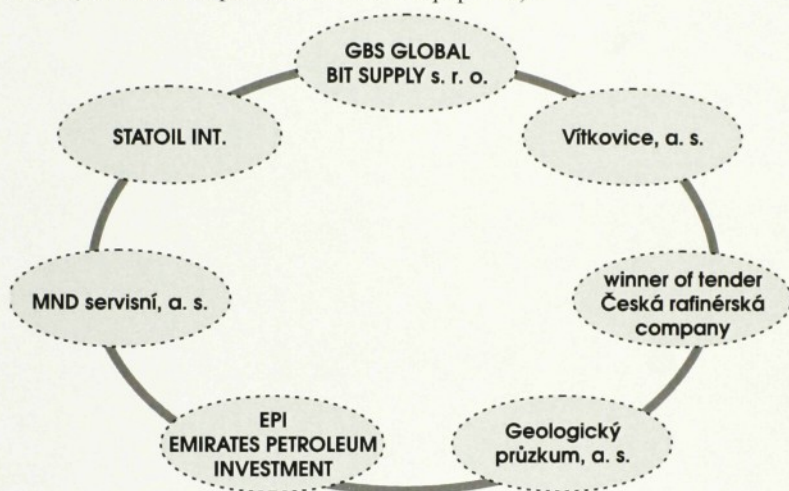 GBS GLOBAL
BIT SUPPLY s. r. o.
STATOIL INT.
Vítkovice, a. s.
MND servisní, a. s.
winner of tender
Česká rafinérská
company
EPI
EMIRATES PETROLEUM
INVESTMENT
Geologický
průzkum, a. s.